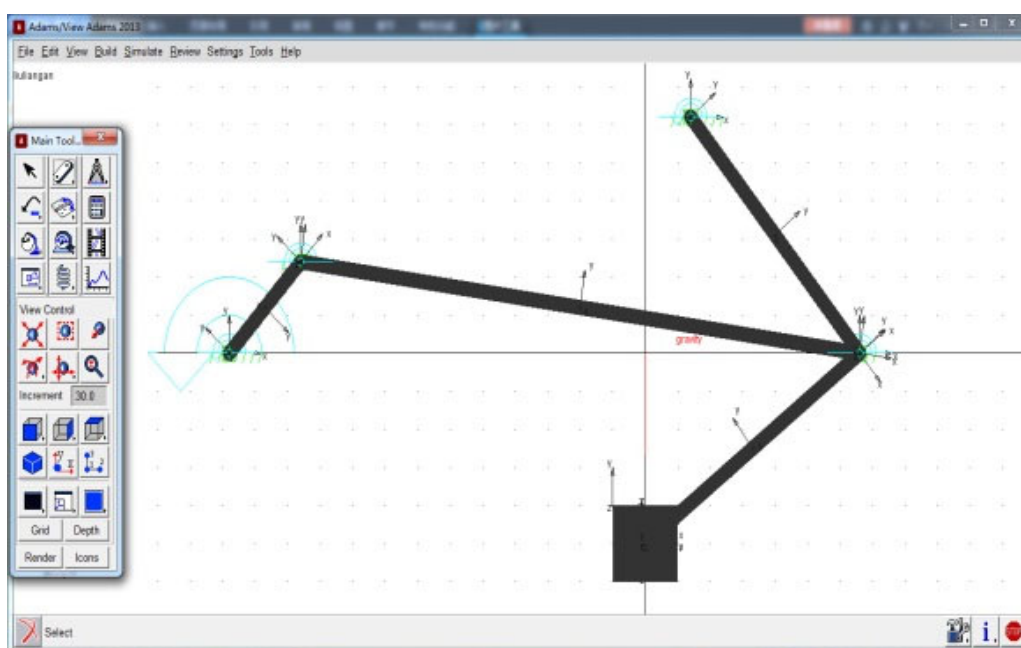 Adams/View Adams 2013
File Edit View Build Simulate Review Settings Tools Help
liuliangan
Main Tool...
View Control
Increment 30.0
Grid Depth
Render Icons
gravity
Select